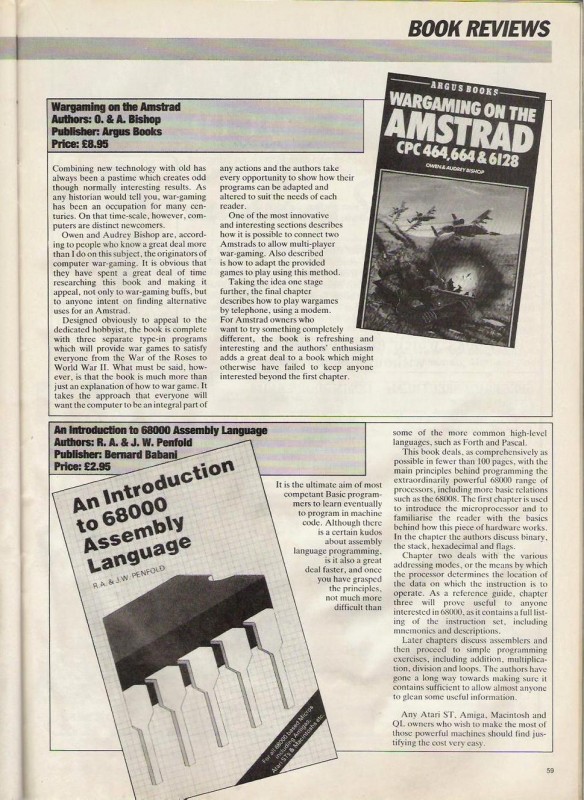 BOOK REVIEWS
Wargaming on the Amstrad
Authors: O. & A. Bishop
Publisher: Argus Books
Price: £8.95
ARGUS BOOKS
WARGAMING ON THE
AMSTRAD
CPC 464,664 & 6128
OWEN & AUDREY BISHOP
Combining new technology with old has
always been a pastime which creates odd
though normally interesting results. As
any historian would tell you, war-gaming
has been an occupation for many cen-
turies. On that time-scale, however, com-
puters are distinct newcomers.
Owen and Audrey Bishop are, accord-
ing to people who know a great deal more
than I do on this subject, the originators of
computer war-gaming. It is obvious that
they have spent a great deal of time
researching this book and making it
appeal, not only to war-gaming buffs, but
to anyone intent on finding alternative
uses for an Amstrad.
Designed obviously to appeal to the
dedicated hobbyist, the book is complete
with three separate type-in programs
which will provide war games to satisfy
everyone from the War of the Roses to
World War II. What must be said, how-
ever, is that the book is much more than
just an explanation of how to war game. It
takes the approach that everyone will
want the computer to be an integral part of
any actions and the authors take
every opportunity to show how their
programs can be adapted and
altered to suit the needs of each
reader.
One of the most innovative
and interesting sections describes
how it is possible to connect two
Amstrads to allow multi-player
war-gaming. Also described
is how to adapt the provided
games to play using this method.
Taking the idea one stage
further, the final chapter
describes how to play wargames
by telephone, using a modem.
For Amstrad owners who
want to try something completely
different, the book is refreshing and
interesting and the authors' enthusiasm
adds a great deal to a book which might
otherwise have failed to keep anyone
interested beyond the first chapter.
An Introduction to 68000 Assembly Language
Authors: R. A. & J. W. Penfold
Publisher: Bernard Babani
Price: £2.95
An Introduction
to 68000
Assembly
Language
R.A. & J.W. PENFOLD
For all 68000 based Micros
including Amigas,
Atari STs & Macintoshs etc.
It is the ultimate aim of most
competant Basic program-
mers to learn eventually
to program in machine
code. Although there
is a certain kudos
about assembly
language programming,
is it also a great
deal faster, and once
you have grasped
the principles,
not much more
difficult than
some of the more common high-level
languages, such as Forth and Pascal.
This book deals, as comprehensively as
possible in fewer than 100 pages, with the
main principles behind programming the
extraordinarily powerful 68000 range of
processors, including more basic relations
such as the 68008. The first chapter is used
to introduce the microprocessor and to
familiarise the reader with the basics
behind how this piece of hardware works.
In the chapter the authors discuss binary,
the stack, hexadecimal and flags.
Chapter two deals with the various
addressing modes, or the means by which
the processor determines the location of
the data on which the instruction is to
operate. As a reference guide, chapter
three will prove useful to anyone
interested in 68000, as it contains a full list-
ing of the instruction set, including
mnemonics and descriptions.
Later chapters discuss assemblers and
then proceed to simple programming
exercises, including addition, multiplica-
tion, division and loops. The authors have
gone a long way towards making sure it
contains sufficient to allow almost anyone
to glean some useful information.
Any Atari ST, Amiga, Macintosh and
QL owners who wish to make the most of
those powerful machines should find jus-
tifying the cost very easy.
59